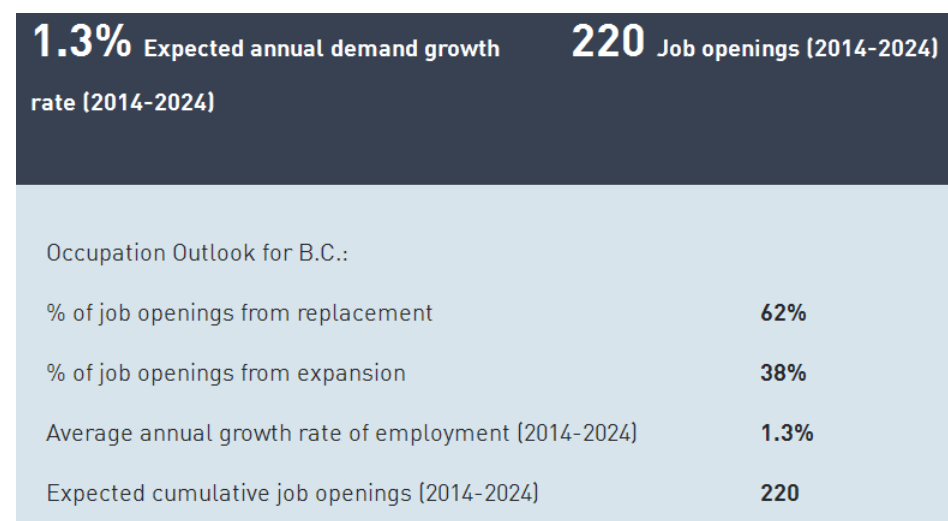 1.3% Expected annual demand growth 220 Job openings (2014-2024)
rate (2014-2024)
Occupation Outlook for B.C.:
% of job openings from replacement 62%
% of job openings from expansion 38%
Average annual growth rate of employment (2014-2024) 1.3%
Expected cumulative job openings (2014-2024) 220